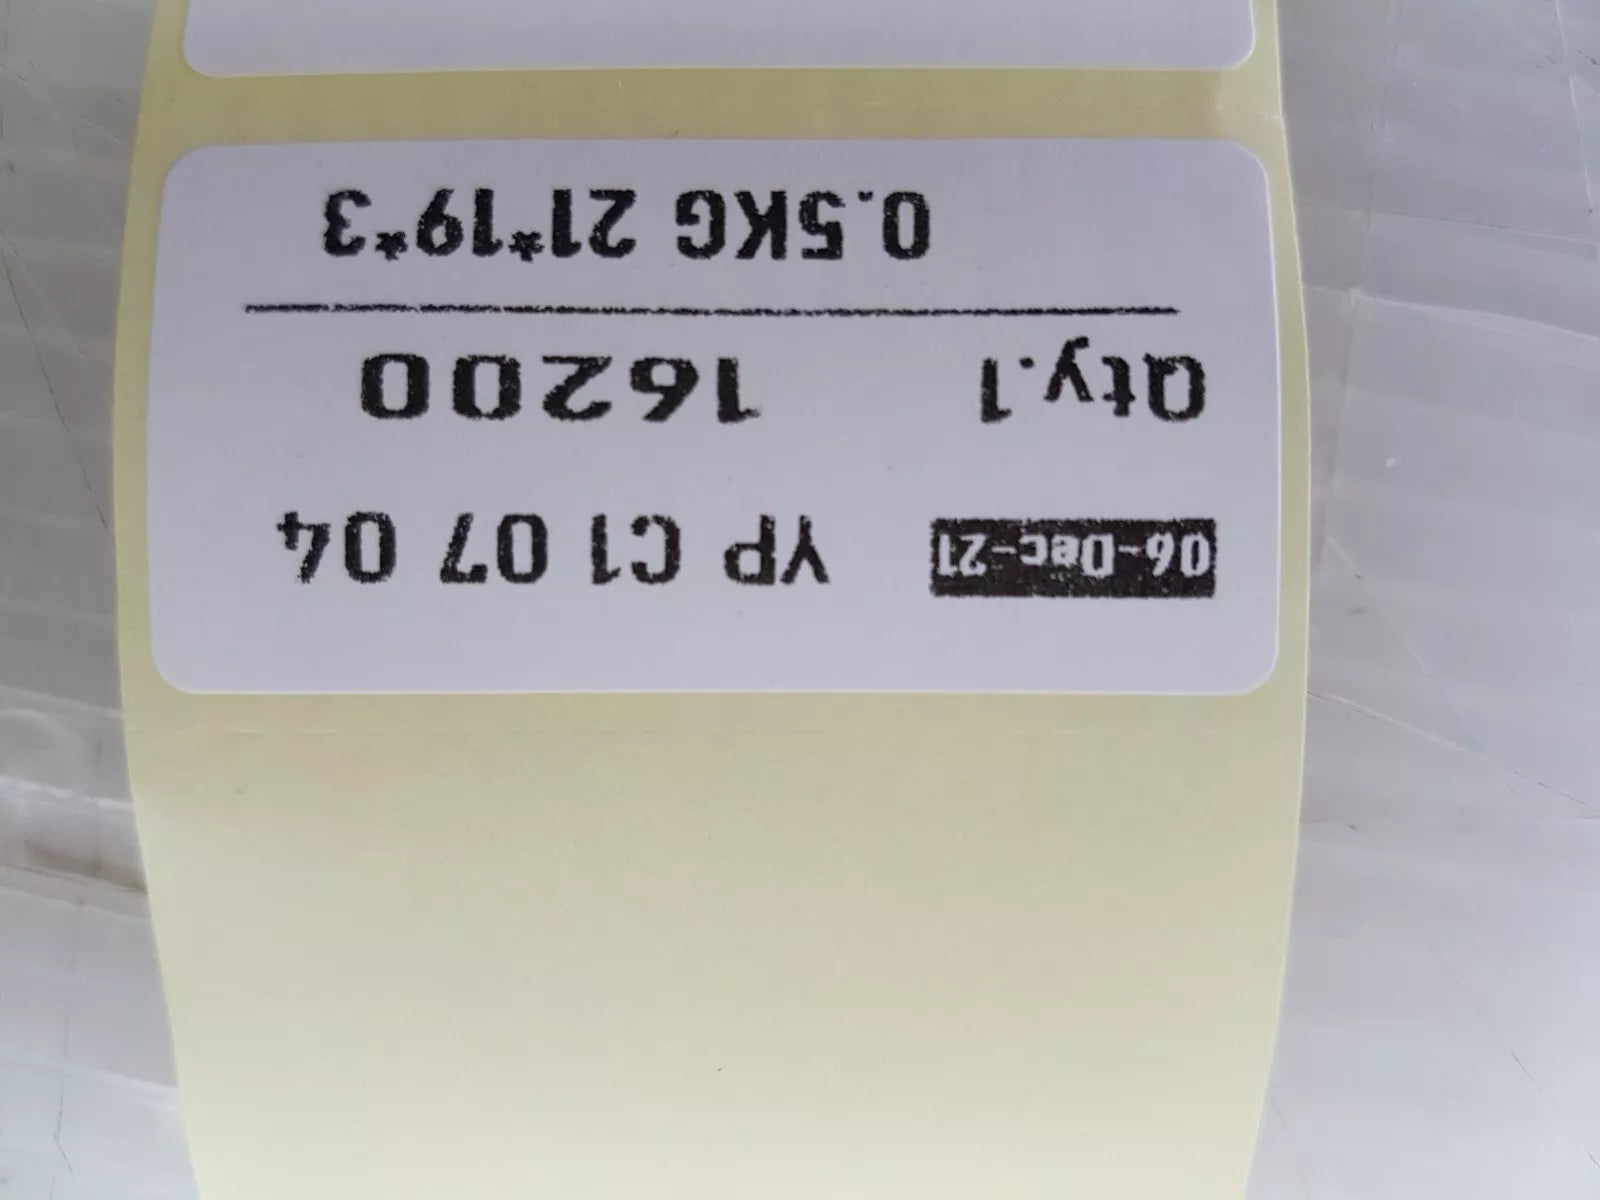 06-Dec-21 YP C1 07 04
Qty.1 16200
0.5KG 21*19*3